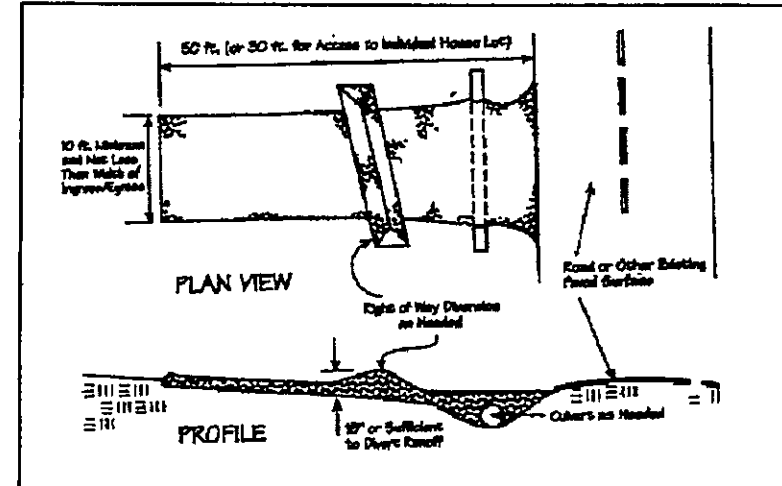 50 ft. (or 30 ft. for Access to Individual House Lot)
10 ft. Minimum
and Not Less
Than Width of
Ingress/Egress
PLAN VIEW
Right of Way Diversion
as Needed
Road or Other Existing
Paved Surface
18" or Sufficient
to Divert Runoff
Culvert as Needed
PROFILE